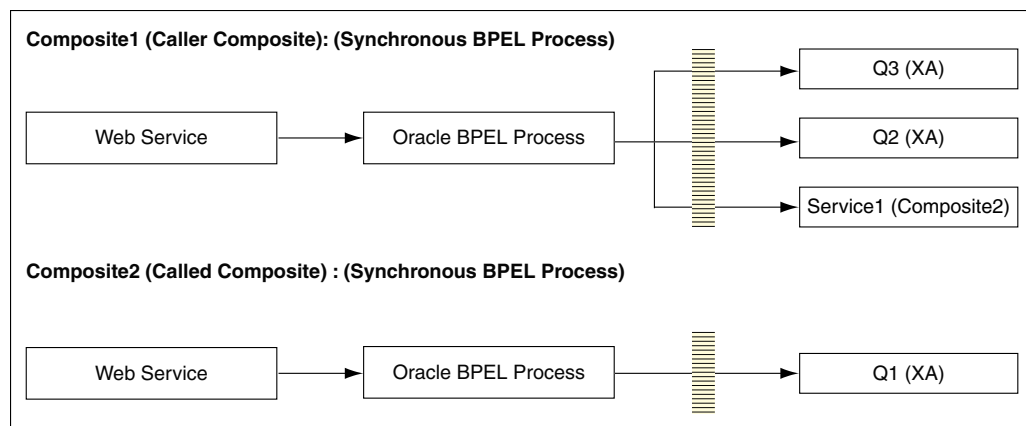 Composite1 (Caller Composite): (Synchronous BPEL Process)
Q3 (XA)
Web Service
Oracle BPEL Process
Q2 (XA)
Service1 (Composite2)
Composite2 (Called Composite) : (Synchronous BPEL Process)
Web Service
Oracle BPEL Process
Q1 (XA)